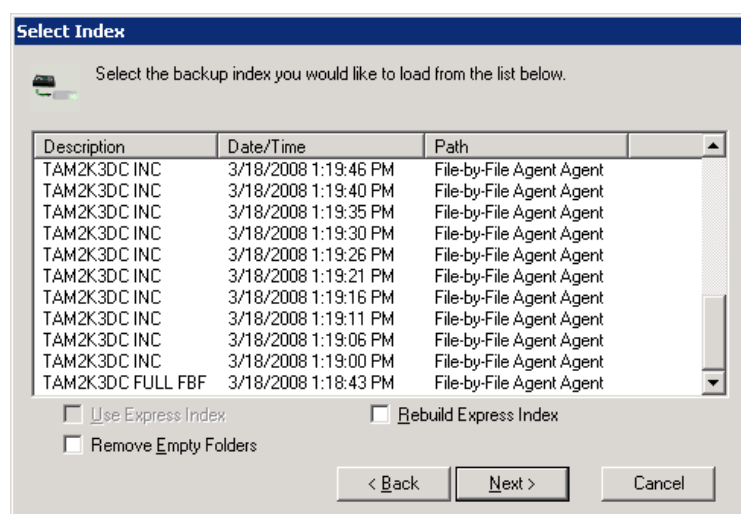 Select Index
Select the backup index you would like to load from the list below.
Description Date/Time Path
TAM2K3DC INC 3/18/2008 1:19:46 PM File-by-File Agent Agent
TAM2K3DC INC 3/18/2008 1:19:40 PM File-by-File Agent Agent
TAM2K3DC INC 3/18/2008 1:19:35 PM File-by-File Agent Agent
TAM2K3DC INC 3/18/2008 1:19:30 PM File-by-File Agent Agent
TAM2K3DC INC 3/18/2008 1:19:26 PM File-by-File Agent Agent
TAM2K3DC INC 3/18/2008 1:19:21 PM File-by-File Agent Agent
TAM2K3DC INC 3/18/2008 1:19:16 PM File-by-File Agent Agent
TAM2K3DC INC 3/18/2008 1:19:11 PM File-by-File Agent Agent
TAM2K3DC INC 3/18/2008 1:19:06 PM File-by-File Agent Agent
TAM2K3DC INC 3/18/2008 1:19:00 PM File-by-File Agent Agent
TAM2K3DC FULL FBF 3/18/2008 1:18:43 PM File-by-File Agent Agent
Use Express Index Rebuild Express Index
Remove Empty Folders
< Back Next > Cancel